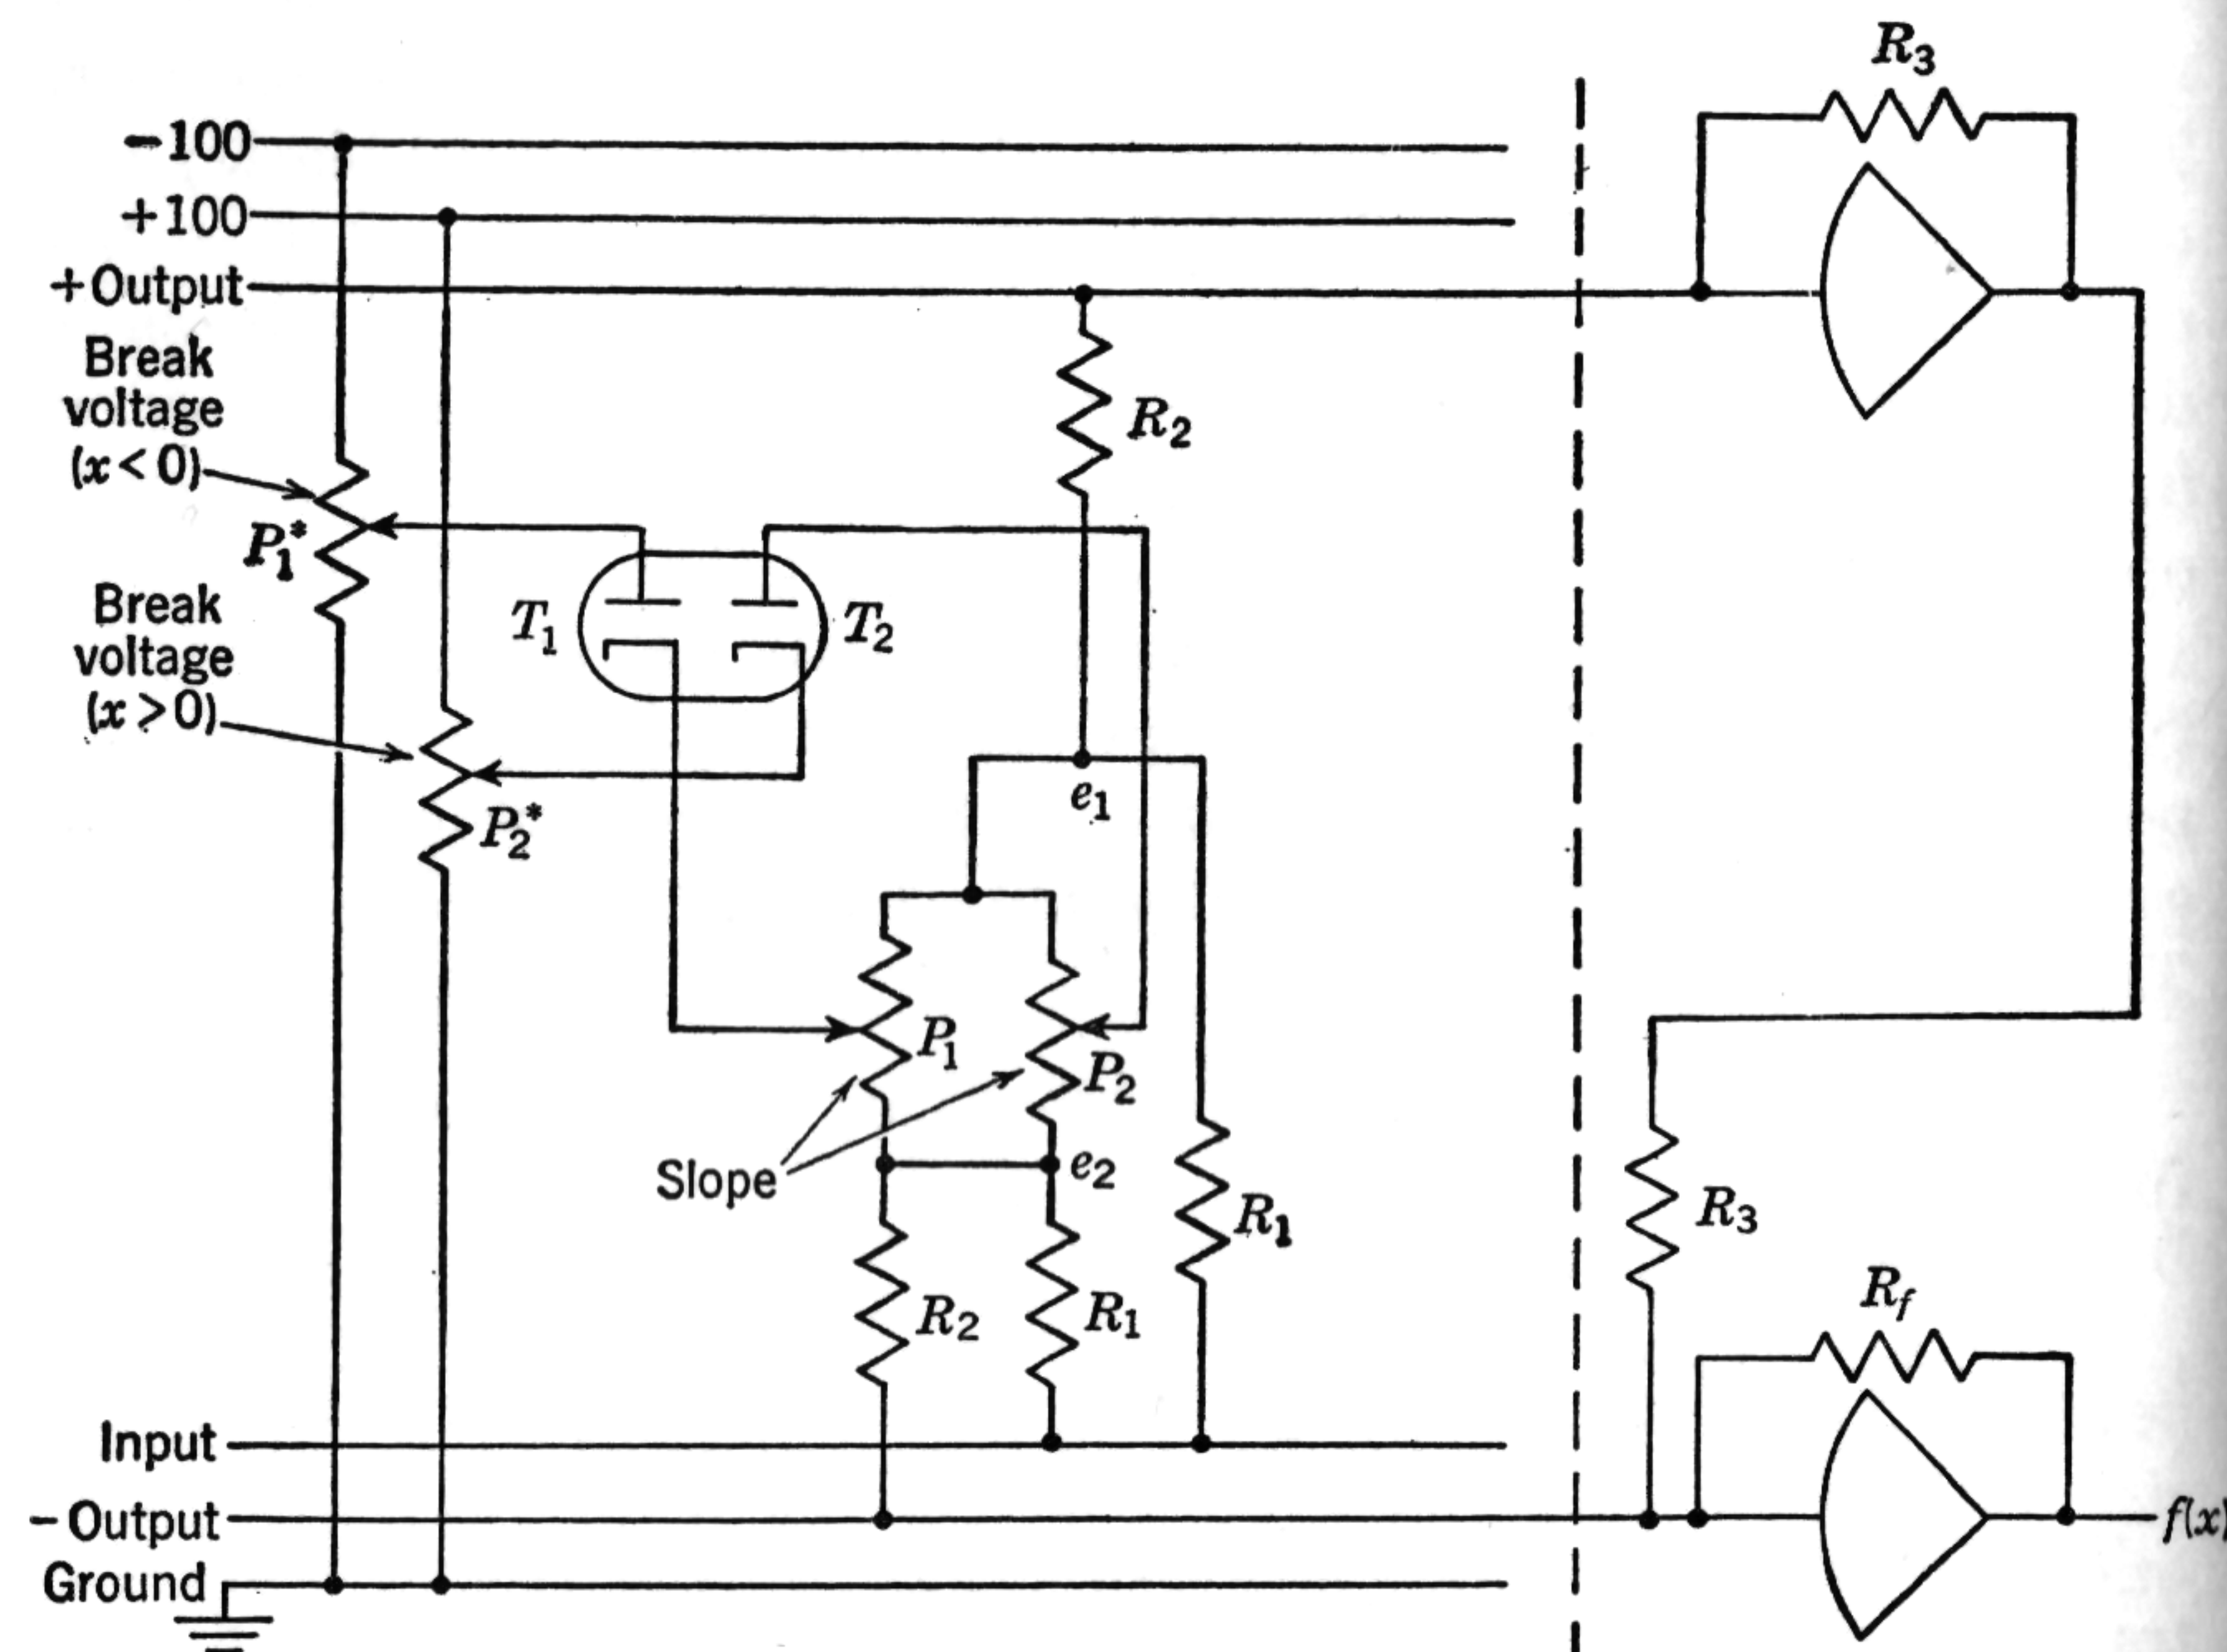 R₃
−100
+100
+Output
Break
voltage
(x < 0)
R₂
P₁*
Break
voltage
(x > 0)
T₁
T₂
P₂*
e₁
P₁
P₂
Slope
e₂
R₁
R₃
R₂
R₁
R_f
Input
− Output
f(x)
Ground